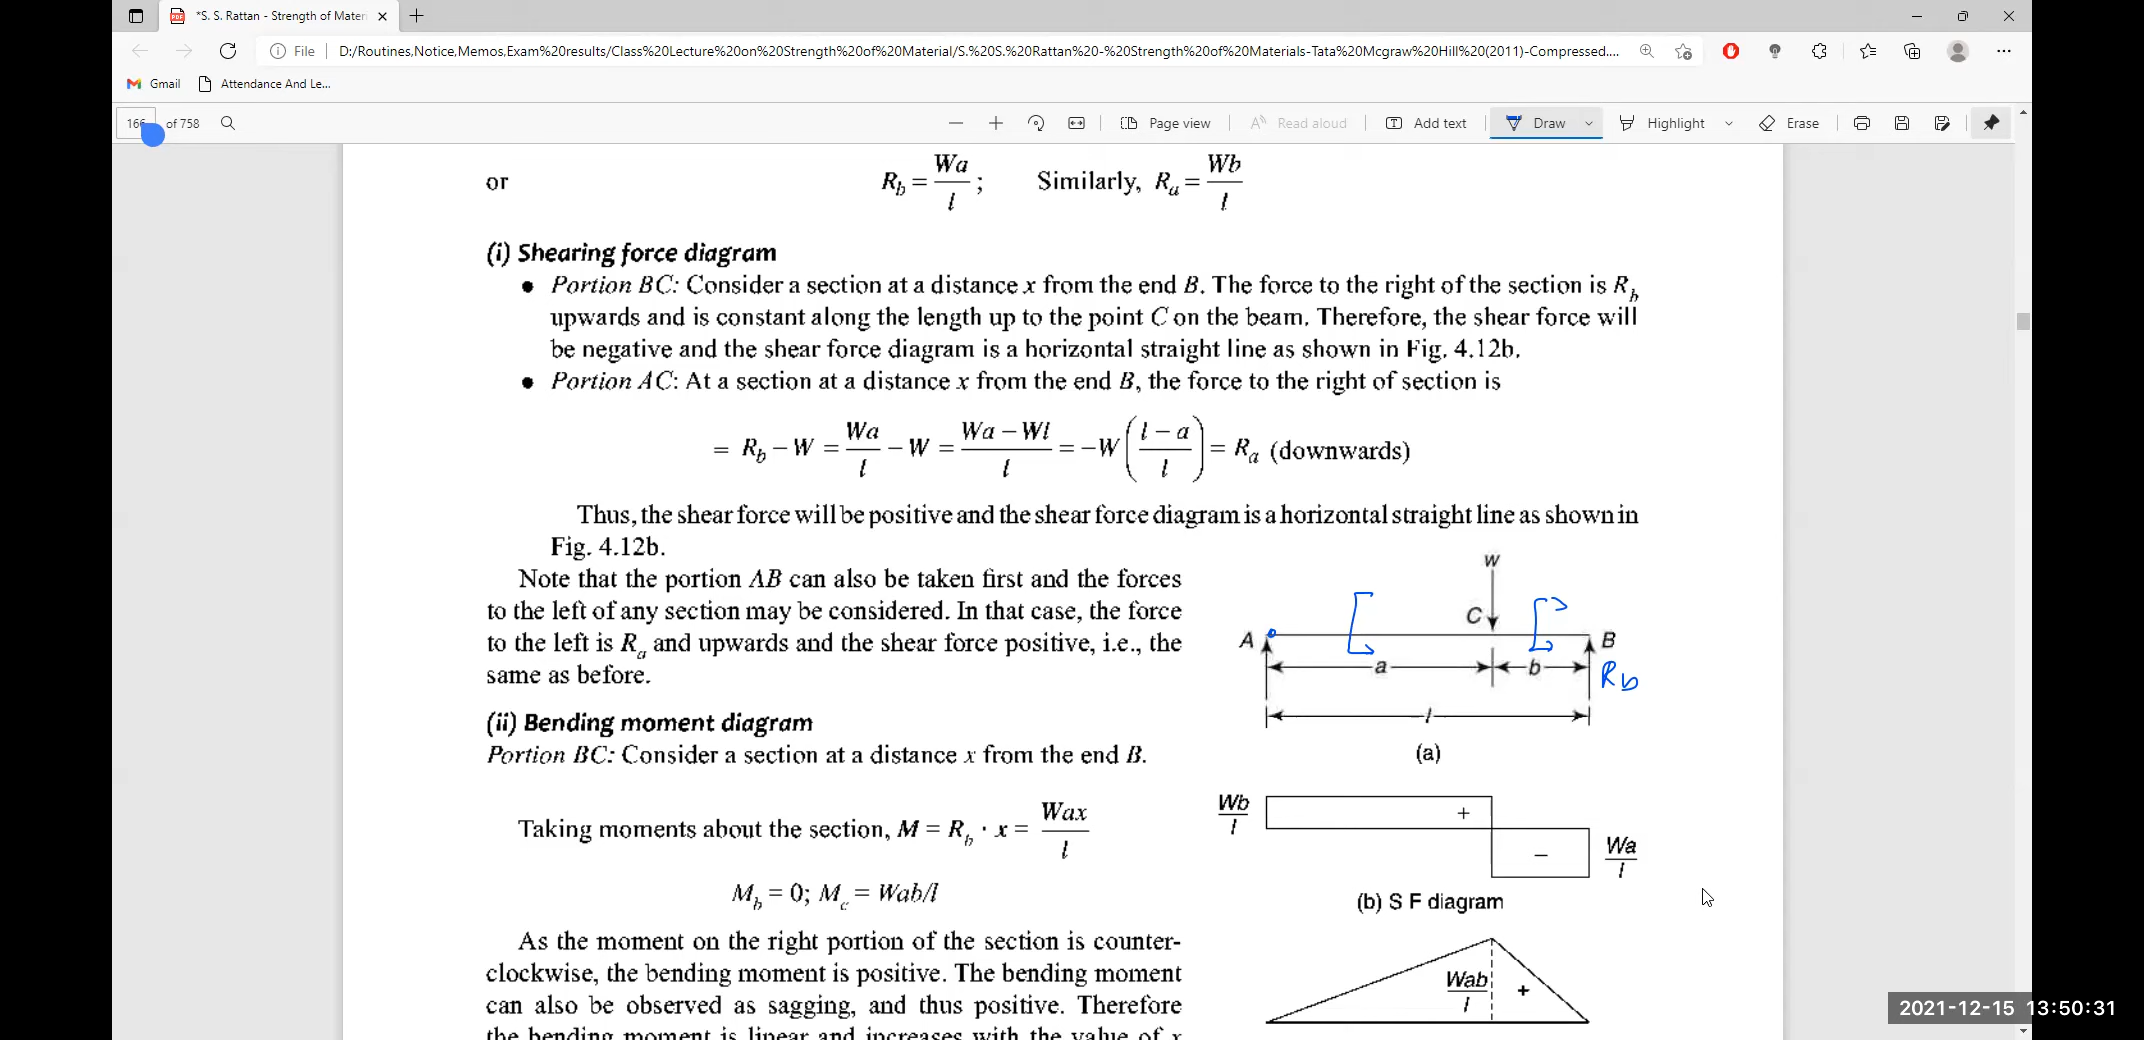 *S. S. Rattan - Strength of Mater
File
D:/Routines,Notice,Memos,Exam%20results/Class%20Lecture%20on%20Strength%20of%20Material/S.%20S.%20Rattan%20-%20Strength%20of%20Materials-Tata%20Mcgraw%20Hill%20(2011)-Compressed....
Gmail Attendance And Le...
166 of 758 Page view Read aloud Add text Draw Highlight Erase
or R_b = Wa/l ; Similarly, R_a = Wb/l
(i) Shearing force diagram
• Portion BC: Consider a section at a distance x from the end B. The force to the right of the section is R_b
upwards and is constant along the length up to the point C on the beam. Therefore, the shear force will
be negative and the shear force diagram is a horizontal straight line as shown in Fig. 4.12b.
• Portion AC: At a section at a distance x from the end B, the force to the right of section is
= R_b − W = Wa/l − W = (Wa − Wl)/l = −W((l − a)/l) = R_a (downwards)
Thus, the shear force will be positive and the shear force diagram is a horizontal straight line as shown in
Fig. 4.12b.
Note that the portion AB can also be taken first and the forces
to the left of any section may be considered. In that case, the force
to the left is R_a and upwards and the shear force positive, i.e., the
same as before.
(ii) Bending moment diagram
Portion BC: Consider a section at a distance x from the end B.
Taking moments about the section, M = R_b · x = Wax/l
M_b = 0; M_c = Wab/l
As the moment on the right portion of the section is counter-
clockwise, the bending moment is positive. The bending moment
can also be observed as sagging, and thus positive. Therefore
the bending moment is linear and increases with the value of x
W
C
A B
a b
R_b
l
(a)
Wb/l +
− Wa/l
(b) S F diagram
Wab/l +
2021-12-15 13:50:31